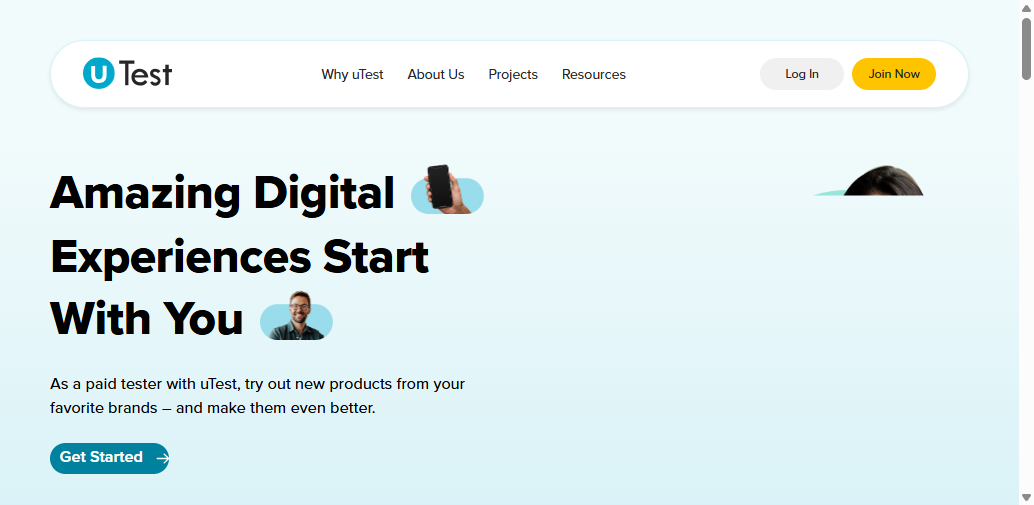 uTest
Why uTest
About Us
Projects
Resources
Log In
Join Now
Amazing Digital
Experiences Start
With You
As a paid tester with uTest, try out new products from your
favorite brands – and make them even better.
Get Started →